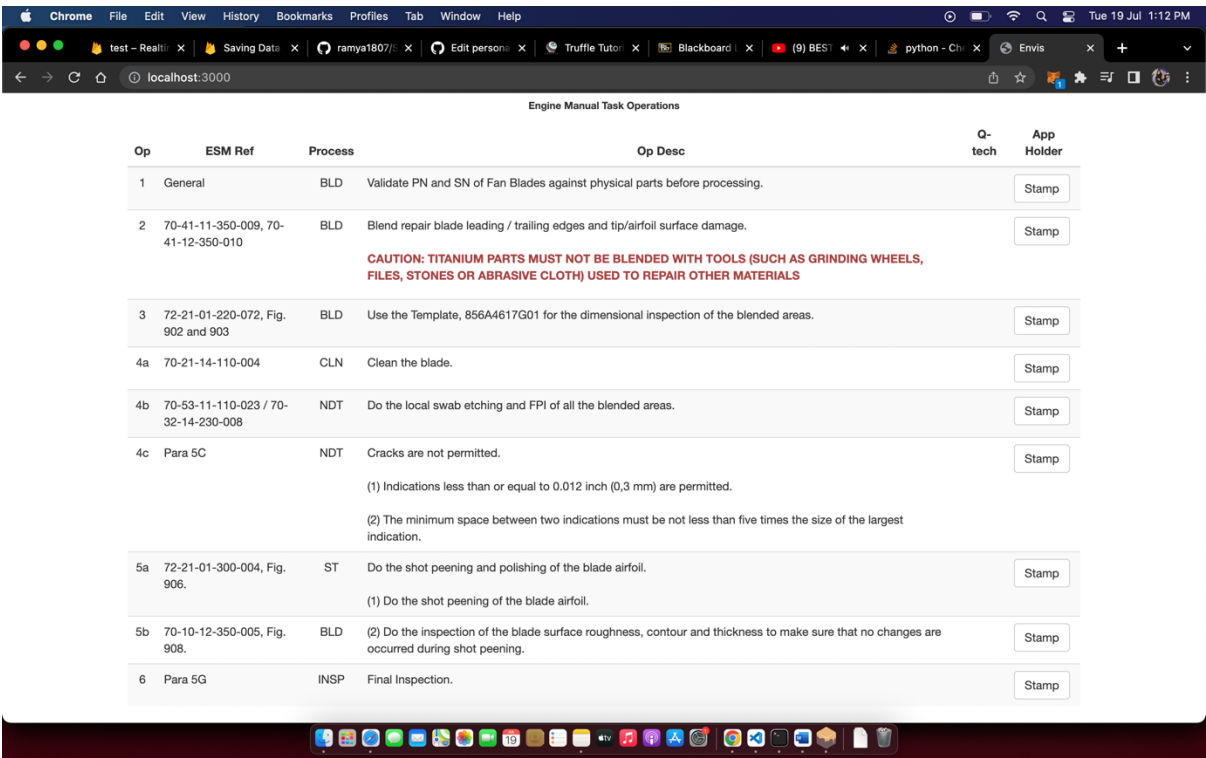 Chrome File Edit View History Bookmarks Profiles Tab Window Help Tue 19 Jul 1:12 PM
test – Realtin Saving Data ramya1807/S Edit persona Truffle Tutori Blackboard L (9) BEST python - Che Envis
localhost:3000
Engine Manual Task Operations
Op ESM Ref Process Op Desc Q-tech App Holder
1 General BLD Validate PN and SN of Fan Blades against physical parts before processing. Stamp
2 70-41-11-350-009, 70-41-12-350-010 BLD Blend repair blade leading / trailing edges and tip/airfoil surface damage. Stamp
CAUTION: TITANIUM PARTS MUST NOT BE BLENDED WITH TOOLS (SUCH AS GRINDING WHEELS,
FILES, STONES OR ABRASIVE CLOTH) USED TO REPAIR OTHER MATERIALS
3 72-21-01-220-072, Fig. 902 and 903 BLD Use the Template, 856A4617G01 for the dimensional inspection of the blended areas. Stamp
4a 70-21-14-110-004 CLN Clean the blade. Stamp
4b 70-53-11-110-023 / 70-32-14-230-008 NDT Do the local swab etching and FPI of all the blended areas. Stamp
4c Para 5C NDT Cracks are not permitted. Stamp
(1) Indications less than or equal to 0.012 inch (0,3 mm) are permitted.
(2) The minimum space between two indications must be not less than five times the size of the largest
indication.
5a 72-21-01-300-004, Fig. 906. ST Do the shot peening and polishing of the blade airfoil. Stamp
(1) Do the shot peening of the blade airfoil.
5b 70-10-12-350-005, Fig. 908. BLD (2) Do the inspection of the blade surface roughness, contour and thickness to make sure that no changes are
occurred during shot peening. Stamp
6 Para 5G INSP Final Inspection. Stamp